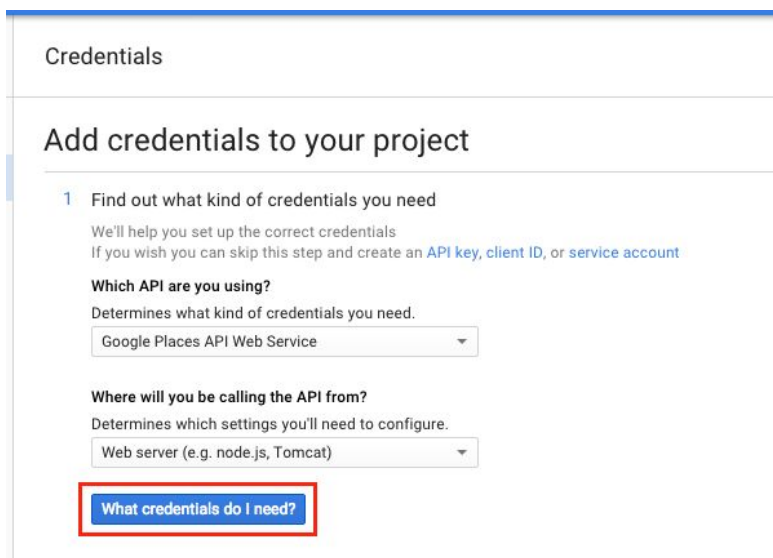 Credentials
Add credentials to your project
1 Find out what kind of credentials you need
We'll help you set up the correct credentials
If you wish you can skip this step and create an API key, client ID, or service account
Which API are you using?
Determines what kind of credentials you need.
Google Places API Web Service
Where will you be calling the API from?
Determines which settings you'll need to configure.
Web server (e.g. node.js, Tomcat)
What credentials do I need?